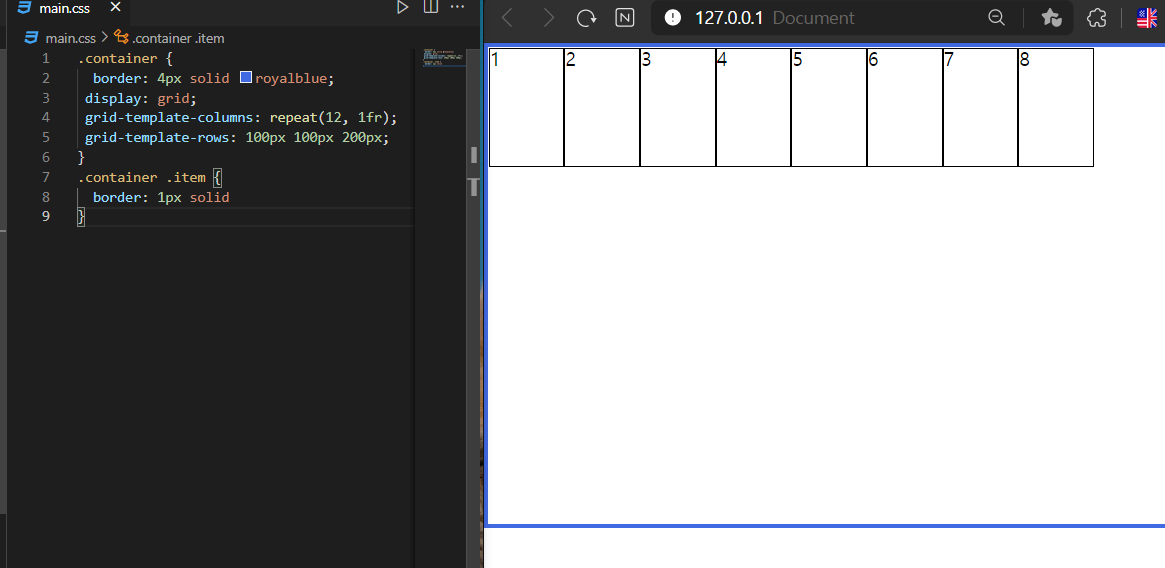 main.css
127.0.0.1 Document
main.css > .container .item
1 .container {
2 border: 4px solid royalblue;
3 display: grid;
4 grid-template-columns: repeat(12, 1fr);
5 grid-template-rows: 100px 100px 200px;
6 }
7 .container .item {
8 border: 1px solid
9 }
1 2 3 4 5 6 7 8